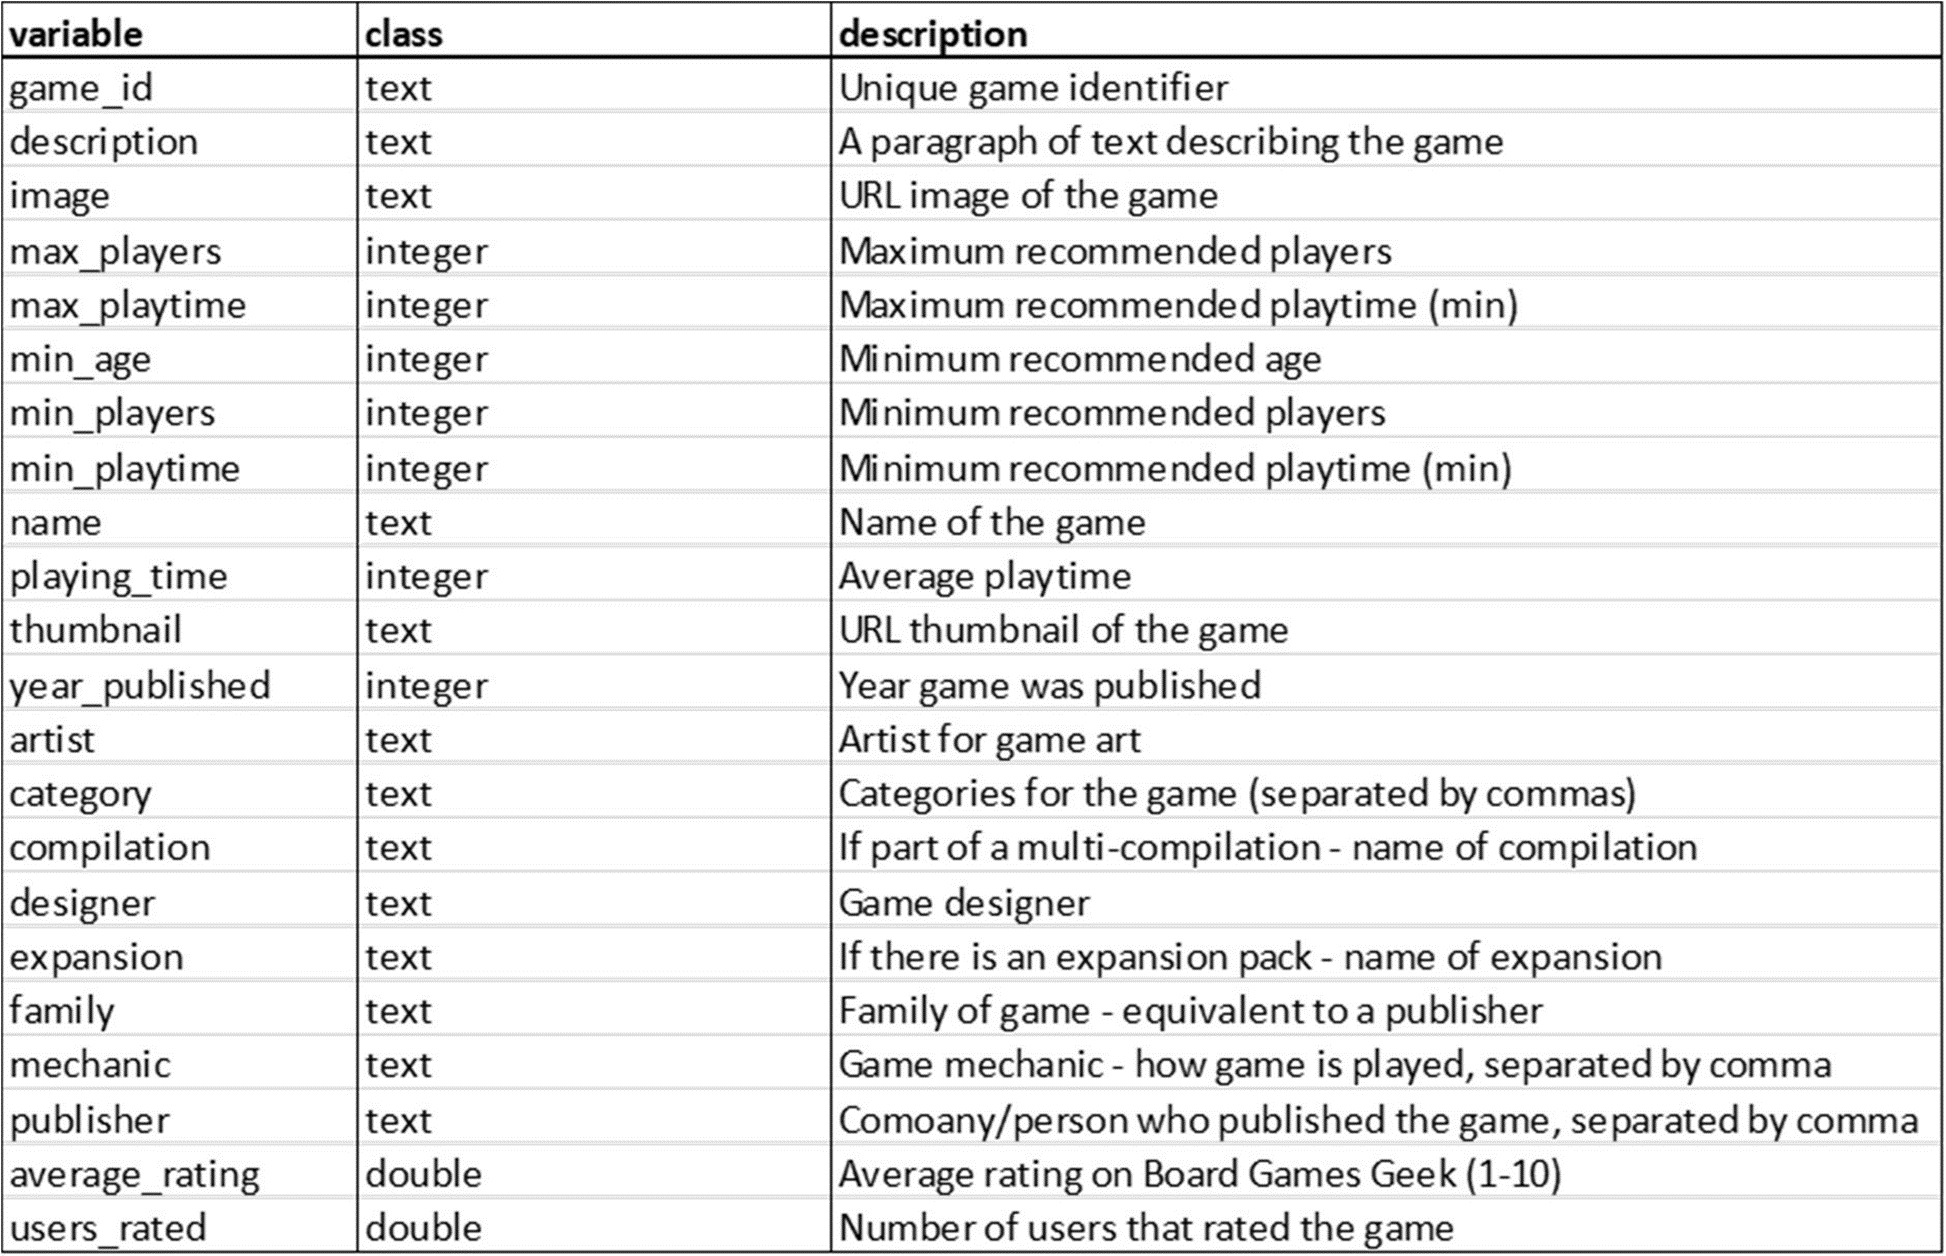 variable class description
game_id text Unique game identifier
description text A paragraph of text describing the game
image text URL image of the game
max_players integer Maximum recommended players
max_playtime integer Maximum recommended playtime (min)
min_age integer Minimum recommended age
min_players integer Minimum recommended players
min_playtime integer Minimum recommended playtime (min)
name text Name of the game
playing_time integer Average playtime
thumbnail text URL thumbnail of the game
year_published integer Year game was published
artist text Artist for game art
category text Categories for the game (separated by commas)
compilation text If part of a multi-compilation - name of compilation
designer text Game designer
expansion text If there is an expansion pack - name of expansion
family text Family of game - equivalent to a publisher
mechanic text Game mechanic - how game is played, separated by comma
publisher text Comoany/person who published the game, separated by comma
average_rating double Average rating on Board Games Geek (1-10)
users_rated double Number of users that rated the game